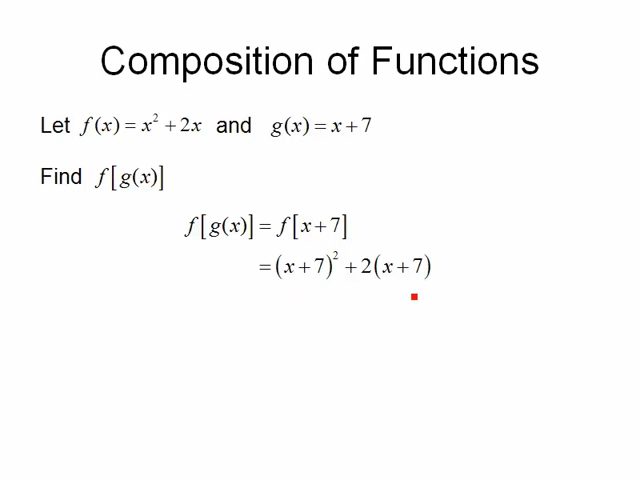 Composition of Functions
Let f(x) = x² + 2x and g(x) = x + 7
Find f[g(x)]
f[g(x)] = f[x + 7]
= (x + 7)² + 2(x + 7)